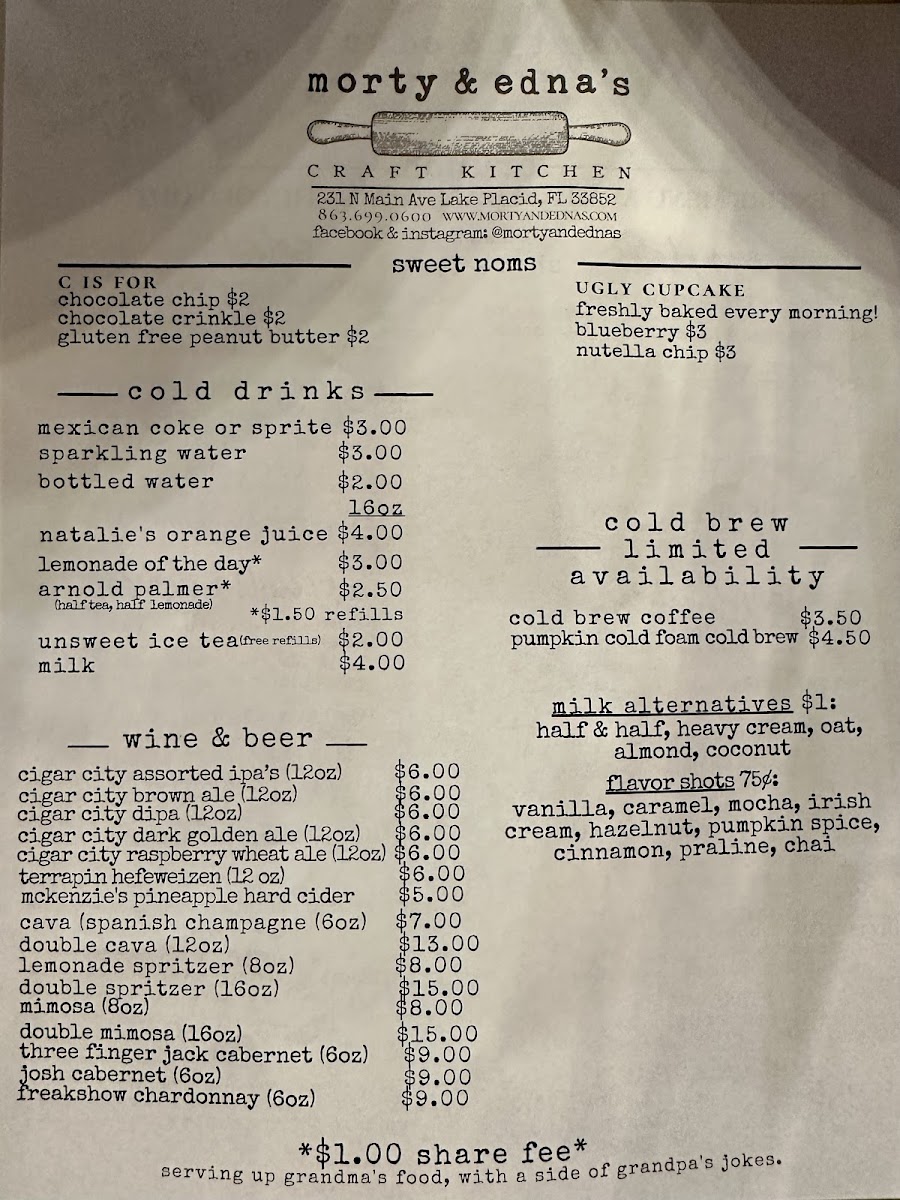 morty & edna's
CRAFT KITCHEN
231 N Main Ave Lake Placid, FL 33852
863.699.0600 WWW.MORTYANDEDNAS.COM
facebook & instagram: @mortyandednas
sweet noms
C IS FOR
chocolate chip $2
chocolate crinkle $2
gluten free peanut butter $2
UGLY CUPCAKE
freshly baked every morning!
blueberry $3
nutella chip $3
cold drinks
mexican coke or sprite $3.00
sparkling water $3.00
bottled water $2.00
16oz
natalie's orange juice $4.00
lemonade of the day* $3.00
arnold palmer* $2.50
(half tea, half lemonade)
*$1.50 refills
unsweet ice tea (free refills) $2.00
milk $4.00
cold brew
limited
availability
cold brew coffee $3.50
pumpkin cold foam cold brew $4.50
milk alternatives $1:
half & half, heavy cream, oat,
almond, coconut
flavor shots 75¢:
vanilla, caramel, mocha, irish
cream, hazelnut, pumpkin spice,
cinnamon, praline, chai
wine & beer
cigar city assorted ipa's (12oz) $6.00
cigar city brown ale (12oz) $6.00
cigar city dipa (12oz) $6.00
cigar city dark golden ale (12oz) $6.00
cigar city raspberry wheat ale (12oz) $6.00
terrapin hefeweizen (12 oz) $6.00
mckenzie's pineapple hard cider $5.00
cava (spanish champagne (6oz) $7.00
double cava (12oz) $13.00
lemonade spritzer (8oz) $8.00
double spritzer (16oz) $15.00
mimosa (8oz) $8.00
double mimosa (16oz) $15.00
three finger jack cabernet (6oz) $9.00
josh cabernet (6oz) $9.00
freakshow chardonnay (6oz) $9.00
*$1.00 share fee*
serving up grandma's food, with a side of grandpa's jokes.